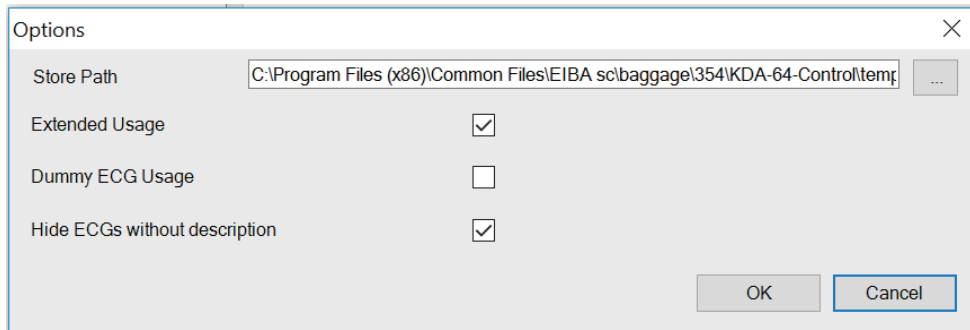 Options
Store Path C:\Program Files (x86)\Common Files\EIBA sc\baggage\354\KDA-64-Control\temp ...
Extended Usage
Dummy ECG Usage
Hide ECGs without description
OK Cancel